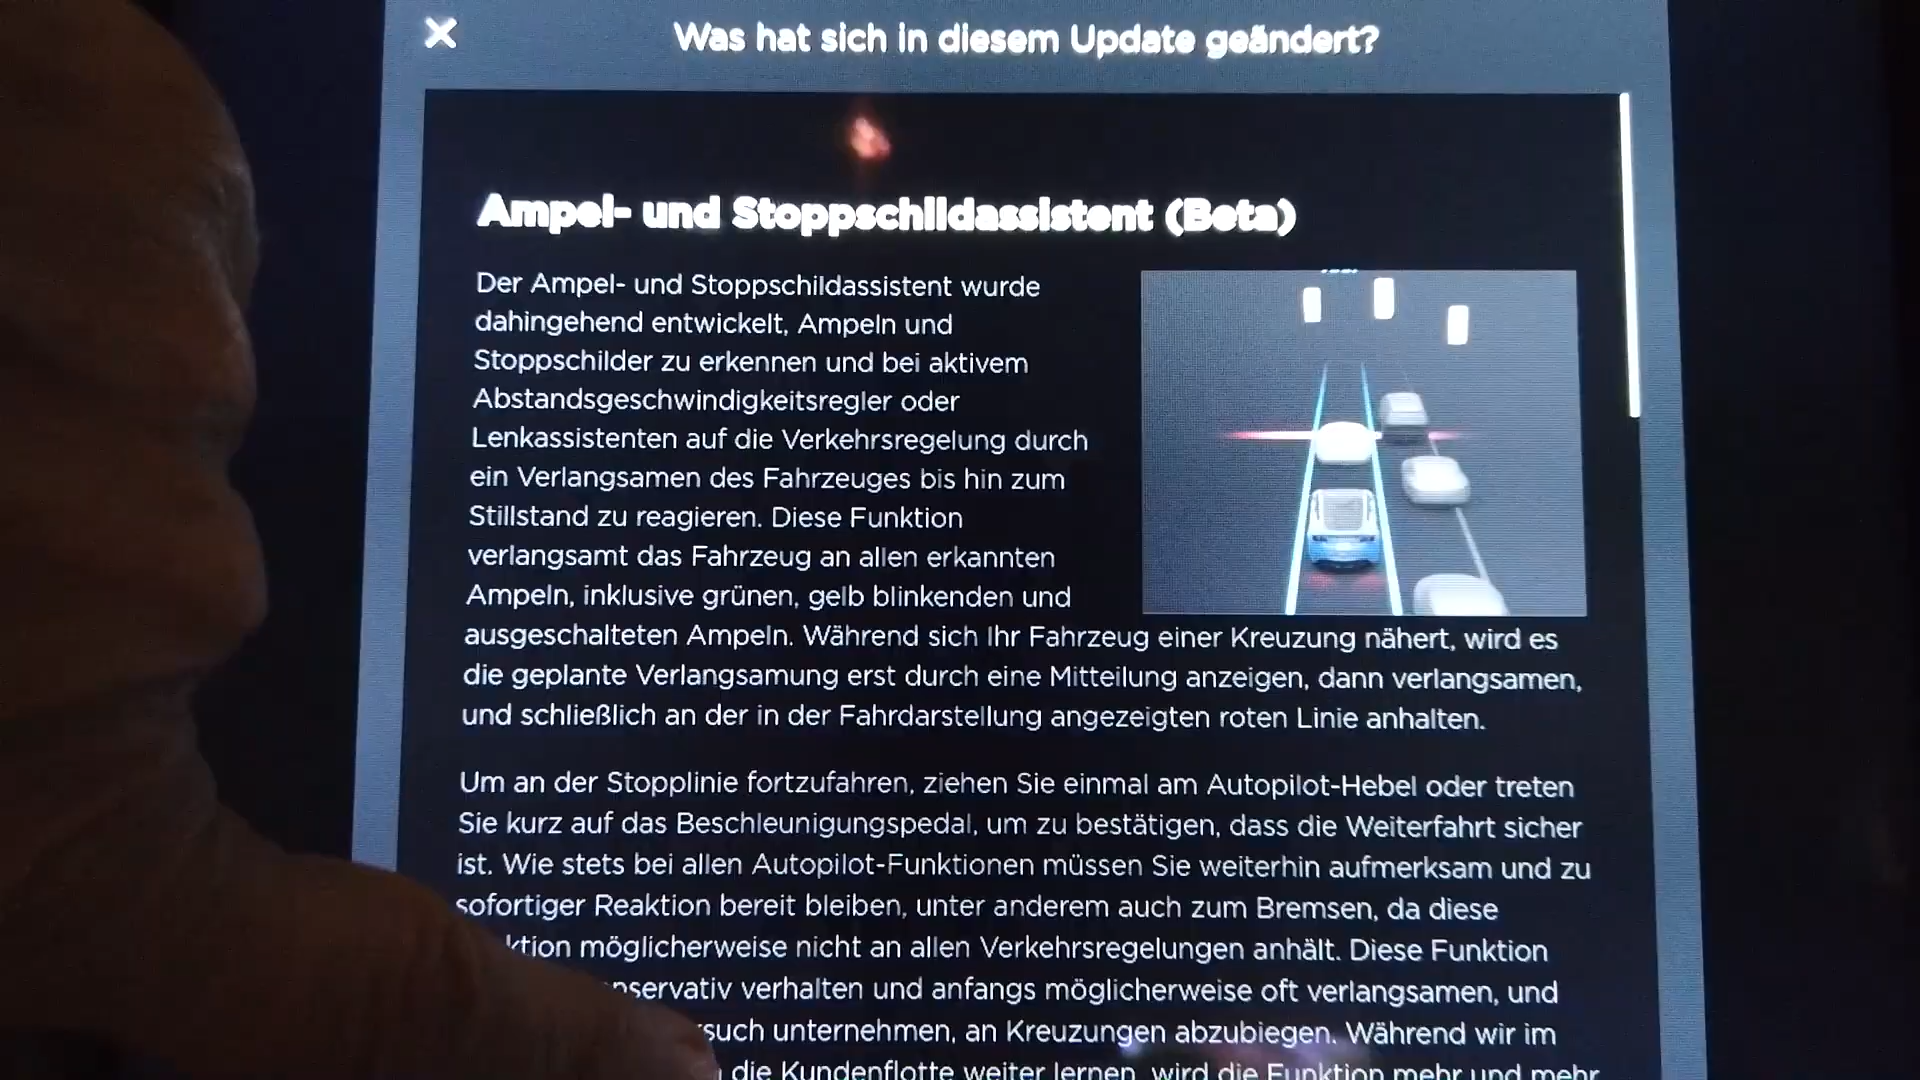 Was hat sich in diesem Update geändert?
Ampel- und Stoppschildassistent (Beta)
Der Ampel- und Stoppschildassistent wurde
dahingehend entwickelt, Ampeln und
Stoppschilder zu erkennen und bei aktivem
Abstandsgeschwindigkeitsregler oder
Lenkassistenten auf die Verkehrsregelung durch
ein Verlangsamen des Fahrzeuges bis hin zum
Stillstand zu reagieren. Diese Funktion
verlangsamt das Fahrzeug an allen erkannten
Ampeln, inklusive grünen, gelb blinkenden und
ausgeschalteten Ampeln. Während sich Ihr Fahrzeug einer Kreuzung nähert, wird es
die geplante Verlangsamung erst durch eine Mitteilung anzeigen, dann verlangsamen,
und schließlich an der in der Fahrdarstellung angezeigten roten Linie anhalten.
Um an der Stopplinie fortzufahren, ziehen Sie einmal am Autopilot-Hebel oder treten
Sie kurz auf das Beschleunigungspedal, um zu bestätigen, dass die Weiterfahrt sicher
ist. Wie stets bei allen Autopilot-Funktionen müssen Sie weiterhin aufmerksam und zu
sofortiger Reaktion bereit bleiben, unter anderem auch zum Bremsen, da diese
möglicherweise nicht an allen Verkehrsregelungen anhält. Diese Funktion
verhalten und anfangs möglicherweise oft verlangsamen, und
unternehmen, an Kreuzungen abzubiegen. Während wir im
die Kundenflotte weiter lernen, wird die Funktion mehr und mehr